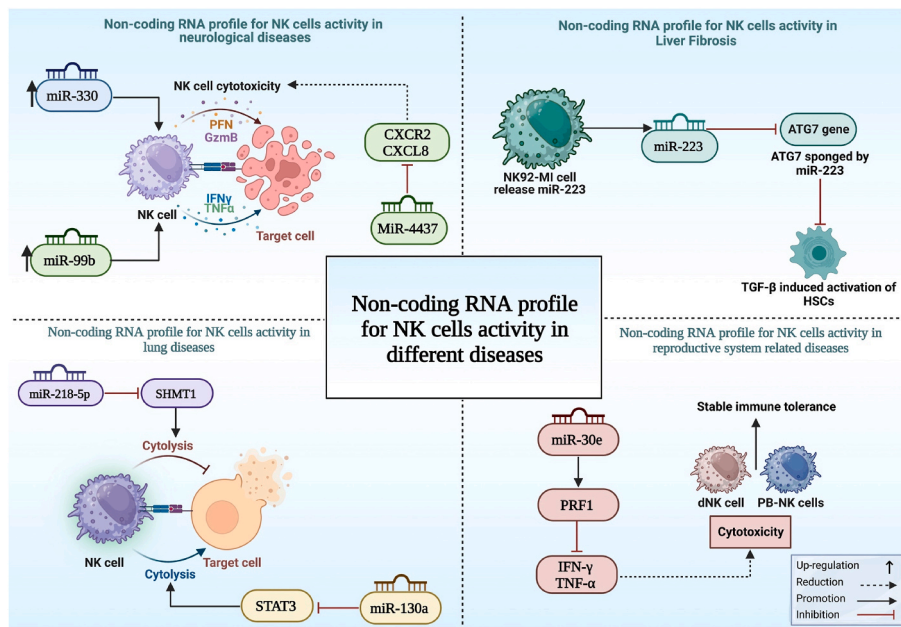 Non-coding RNA profile for NK cells activity in
neurological diseases
miR-330
NK cell cytotoxicity
PFN
GzmB
CXCR2
CXCL8
IFNγ
TNFα
NK cell
Target cell
MiR-4437
miR-99b
Non-coding RNA profile for NK cells activity in
Liver Fibrosis
miR-223
ATG7 gene
NK92-MI cell
release miR-223
ATG7 sponged by
miR-223
TGF-β induced activation of
HSCs
Non-coding RNA profile
for NK cells activity in
different diseases
Non-coding RNA profile for NK cells activity in
lung diseases
miR-218-5p
SHMT1
Cytolysis
NK cell
Target cell
Cytolysis
STAT3
miR-130a
Non-coding RNA profile for NK cells activity in
reproductive system related diseases
miR-30e
PRF1
IFN-γ
TNF-α
Stable immune tolerance
dNK cell
PB-NK cells
Cytotoxicity
Up-regulation
Reduction
Promotion
Inhibition